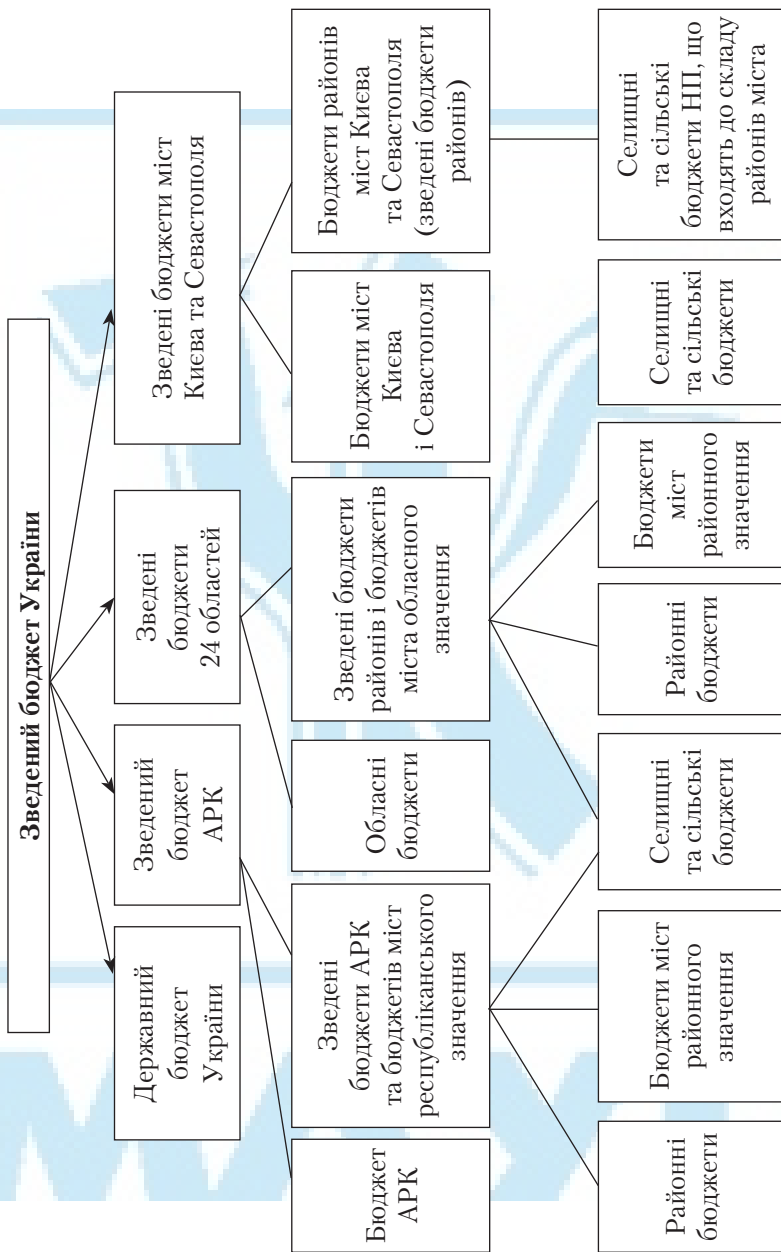 Зведений бюджет України
Державний
бюджет
України
Зведений
бюджет
АРК
Зведені
бюджети
24 областей
Зведені бюджети міст
Києва та Севастополя
Бюджет
АРК
Зведені
бюджети АРК
та бюджетів міст
республіканського
значення
Обласні
бюджети
Зведені бюджети
районів і бюджетів
міста обласного
значення
Бюджети міст
Києва
і Севастополя
Бюджети районів
міст Києва
та Севастополя
(зведені бюджети
районів)
Районні
бюджети
Бюджети міст
районного
значення
Селищні
та сільські
бюджети
Районні
бюджети
Бюджети
міст
районного
значення
Селищні
та сільські
бюджети
Селищні
та сільські
бюджети НП, що
входять до складу
районів міста